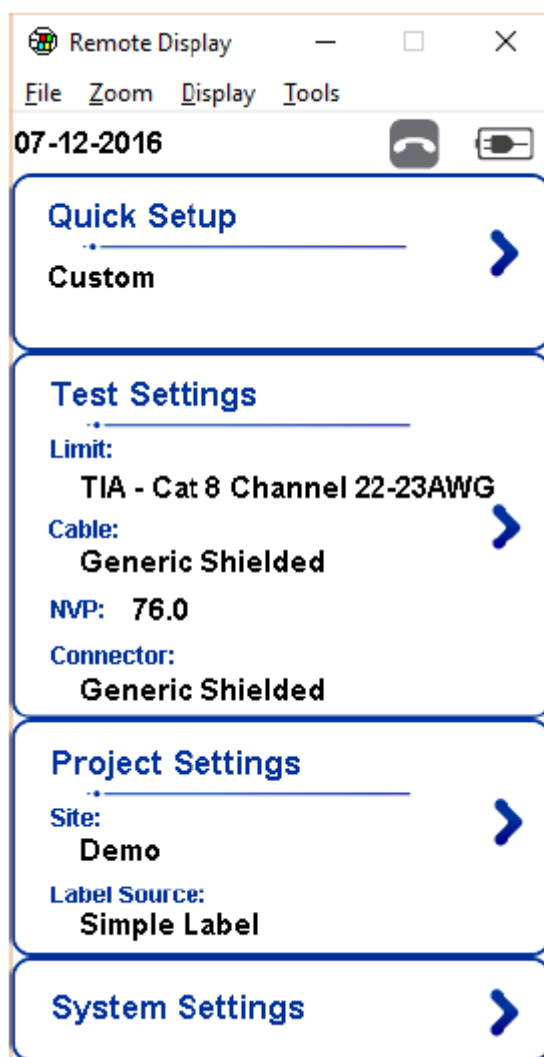 Remote Display
File Zoom Display Tools
07-12-2016
Quick Setup
Custom
Test Settings
Limit:
TIA - Cat 8 Channel 22-23AWG
Cable:
Generic Shielded
NVP: 76.0
Connector:
Generic Shielded
Project Settings
Site:
Demo
Label Source:
Simple Label
System Settings